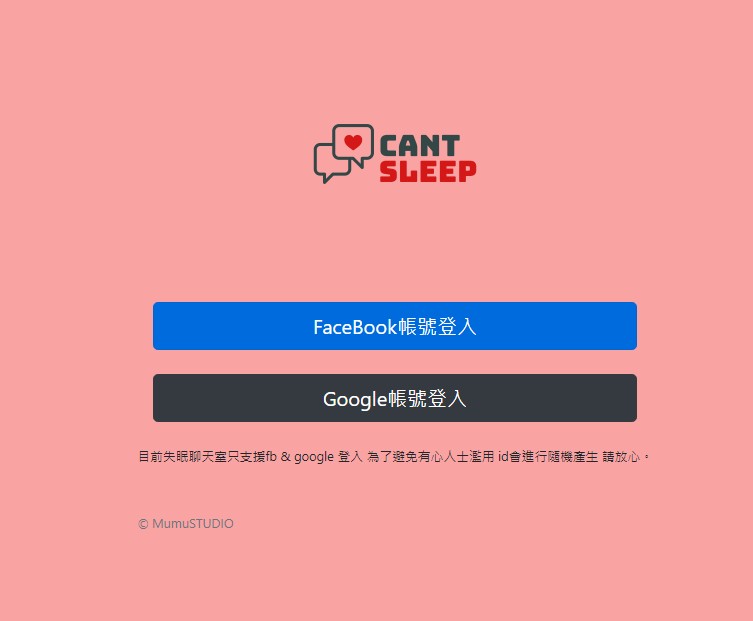 CANT
SLEEP
FaceBook帳號登入
Google帳號登入
目前失眠聊天室只支援fb & google 登入 為了避免有心人士濫用 id會進行隨機產生 請放心。
© MumuSTUDIO